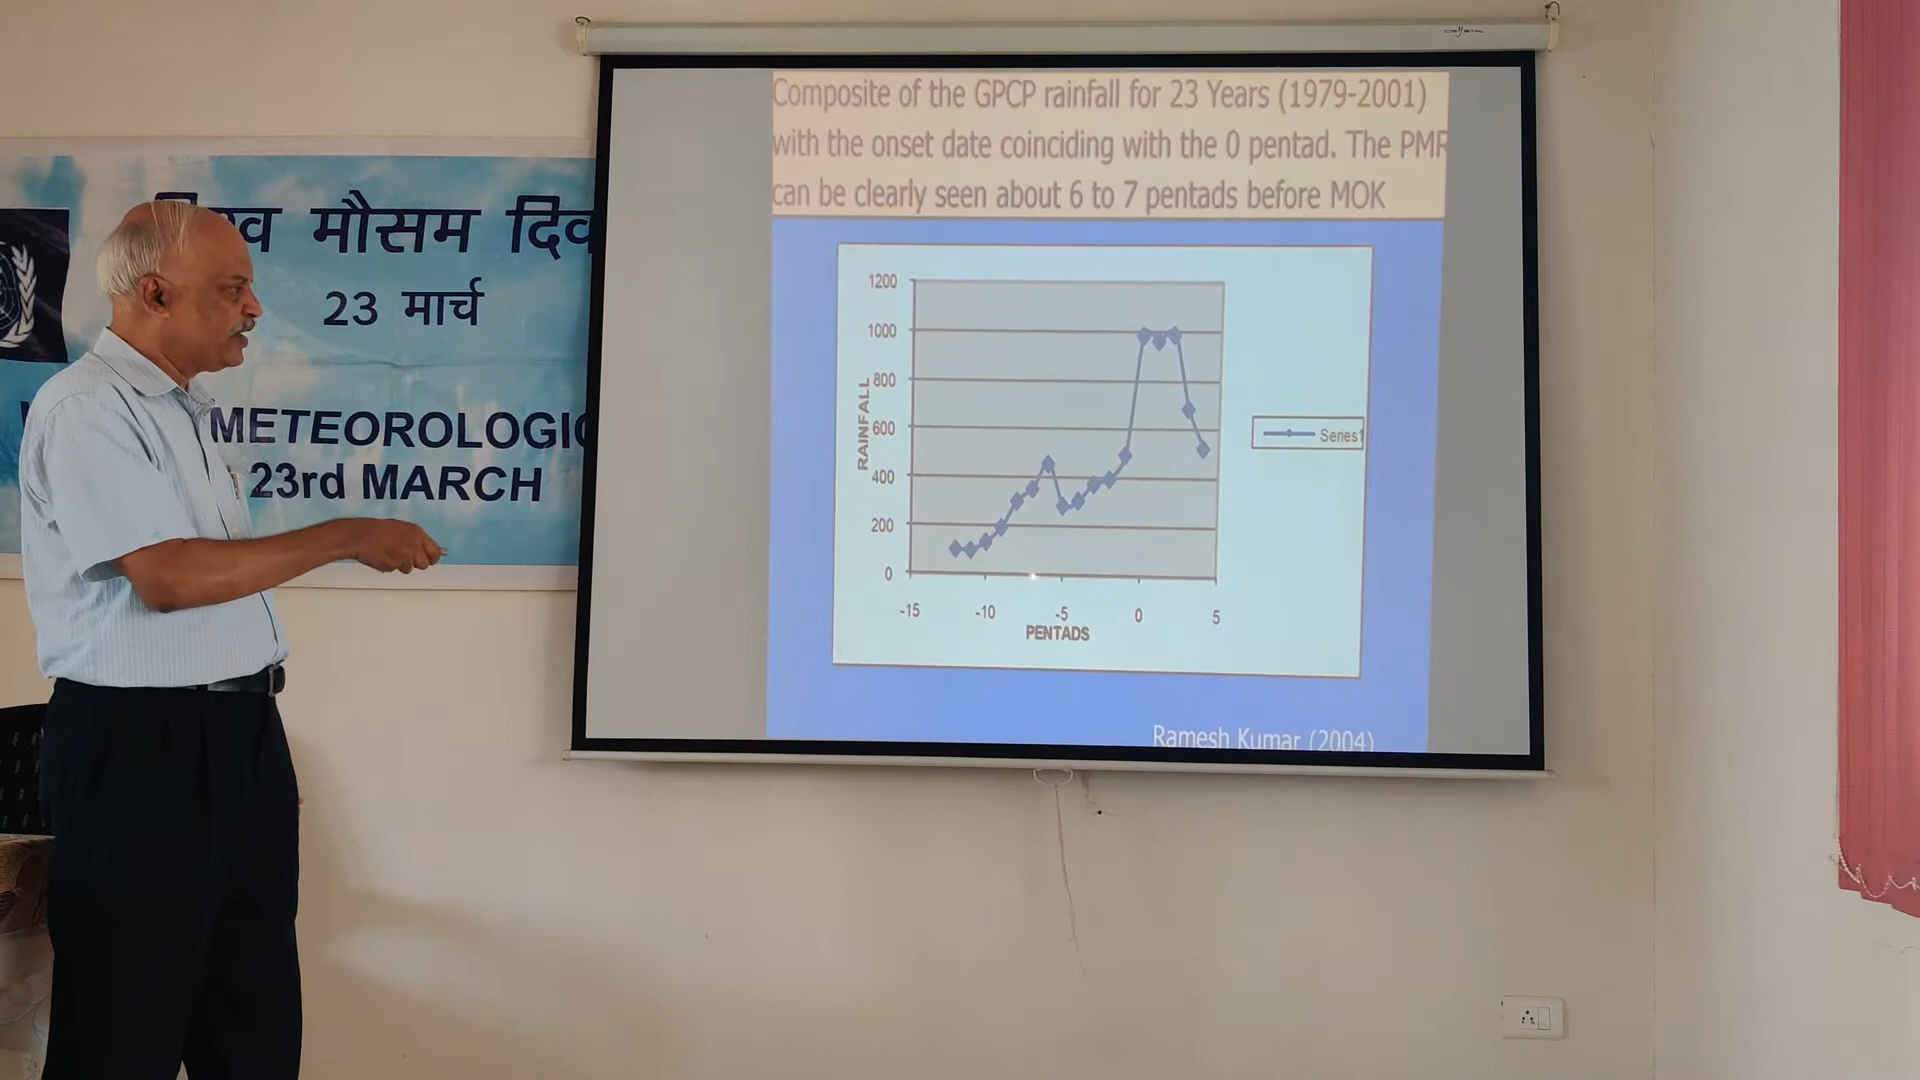 CRYSTAL
Composite of the GPCP rainfall for 23 Years (1979-2001)
with the onset date coinciding with the 0 pentad. The PMR
can be clearly seen about 6 to 7 pentads before MOK
मौसम
23 मार्च
METEOROLOGIC
23rd MARCH
1200
1000
800
600
400
200
0
RAINFALL
-15 -10 -5 0 5
PENTADS
Series1
Ramesh Kumar (2004)